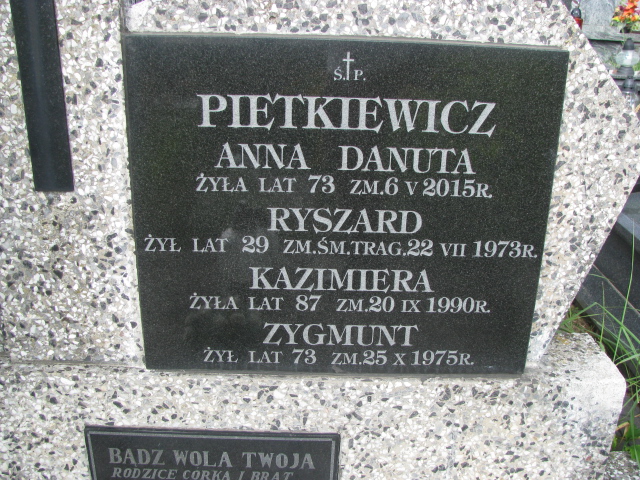 Ś.†P.
PIETKIEWICZ
ANNA DANUTA
ŻYŁA LAT 73 ZM.6 V 2015R.
RYSZARD
ŻYŁ LAT 29 ZM.ŚM.TRAG.22 VII 1973R.
KAZIMIERA
ŻYŁA LAT 87 ZM.20 IX 1990R.
ZYGMUNT
ŻYŁ LAT 73 ZM.25 X 1975R.
BĄDŹ WOLA TWOJA
RODZICE CÓRKA I BRAT